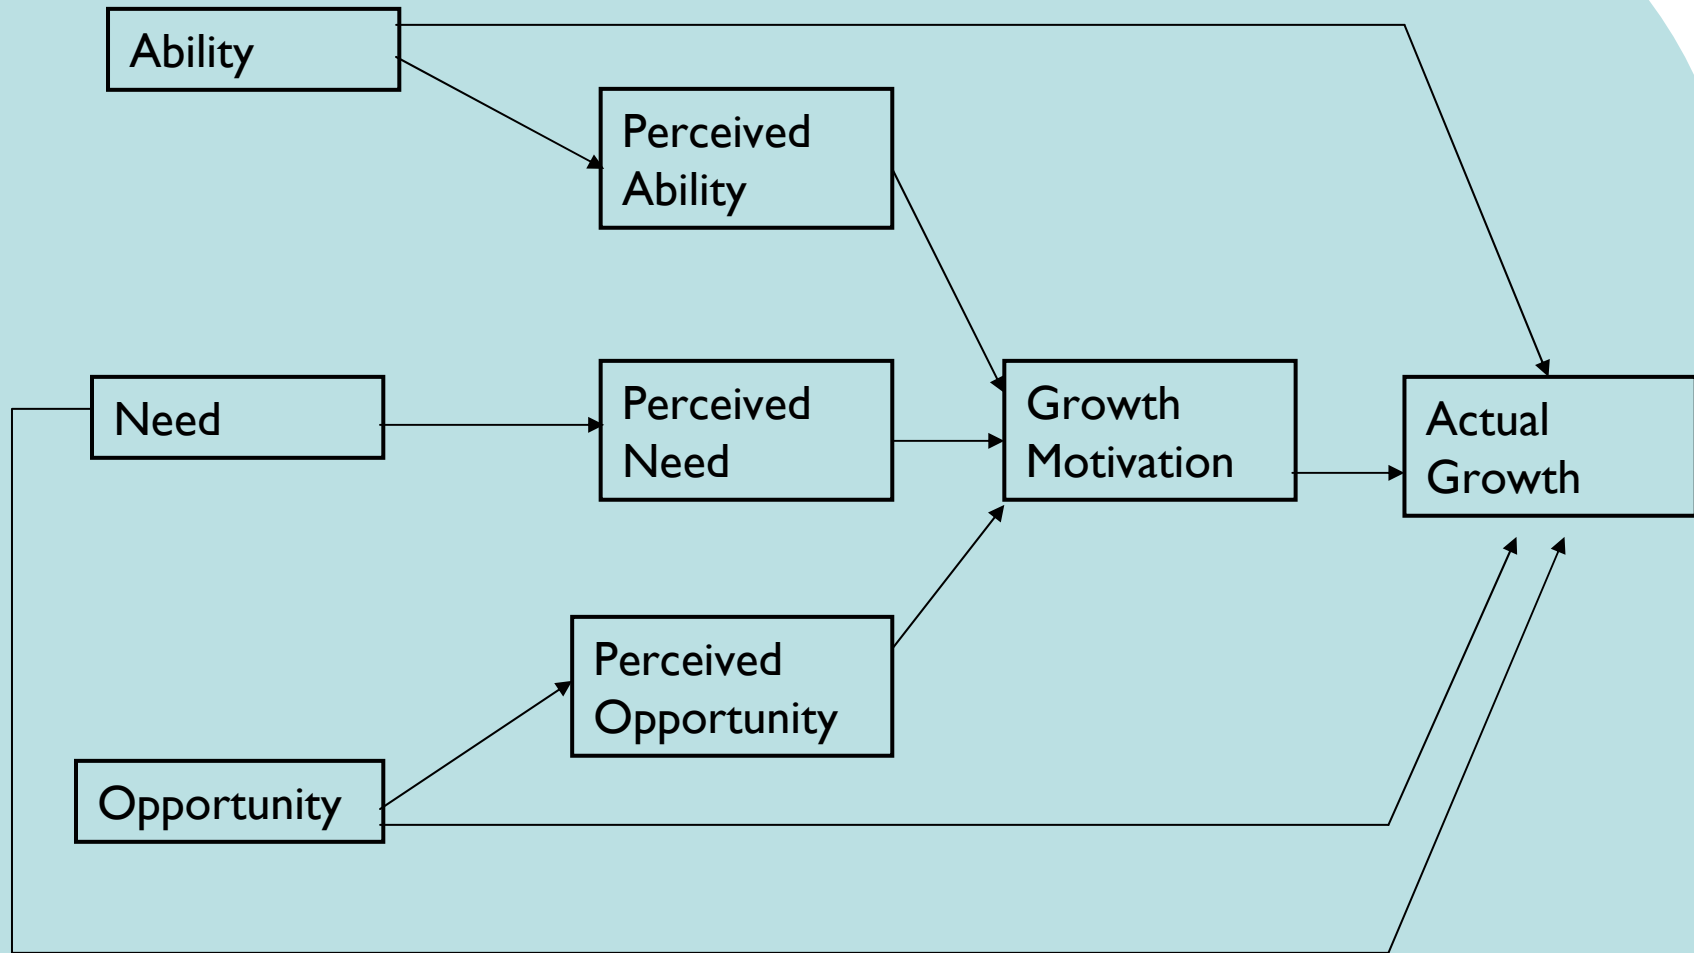 Ability
Perceived
Ability
Need
Perceived
Need
Growth
Motivation
Actual
Growth
Perceived
Opportunity
Opportunity